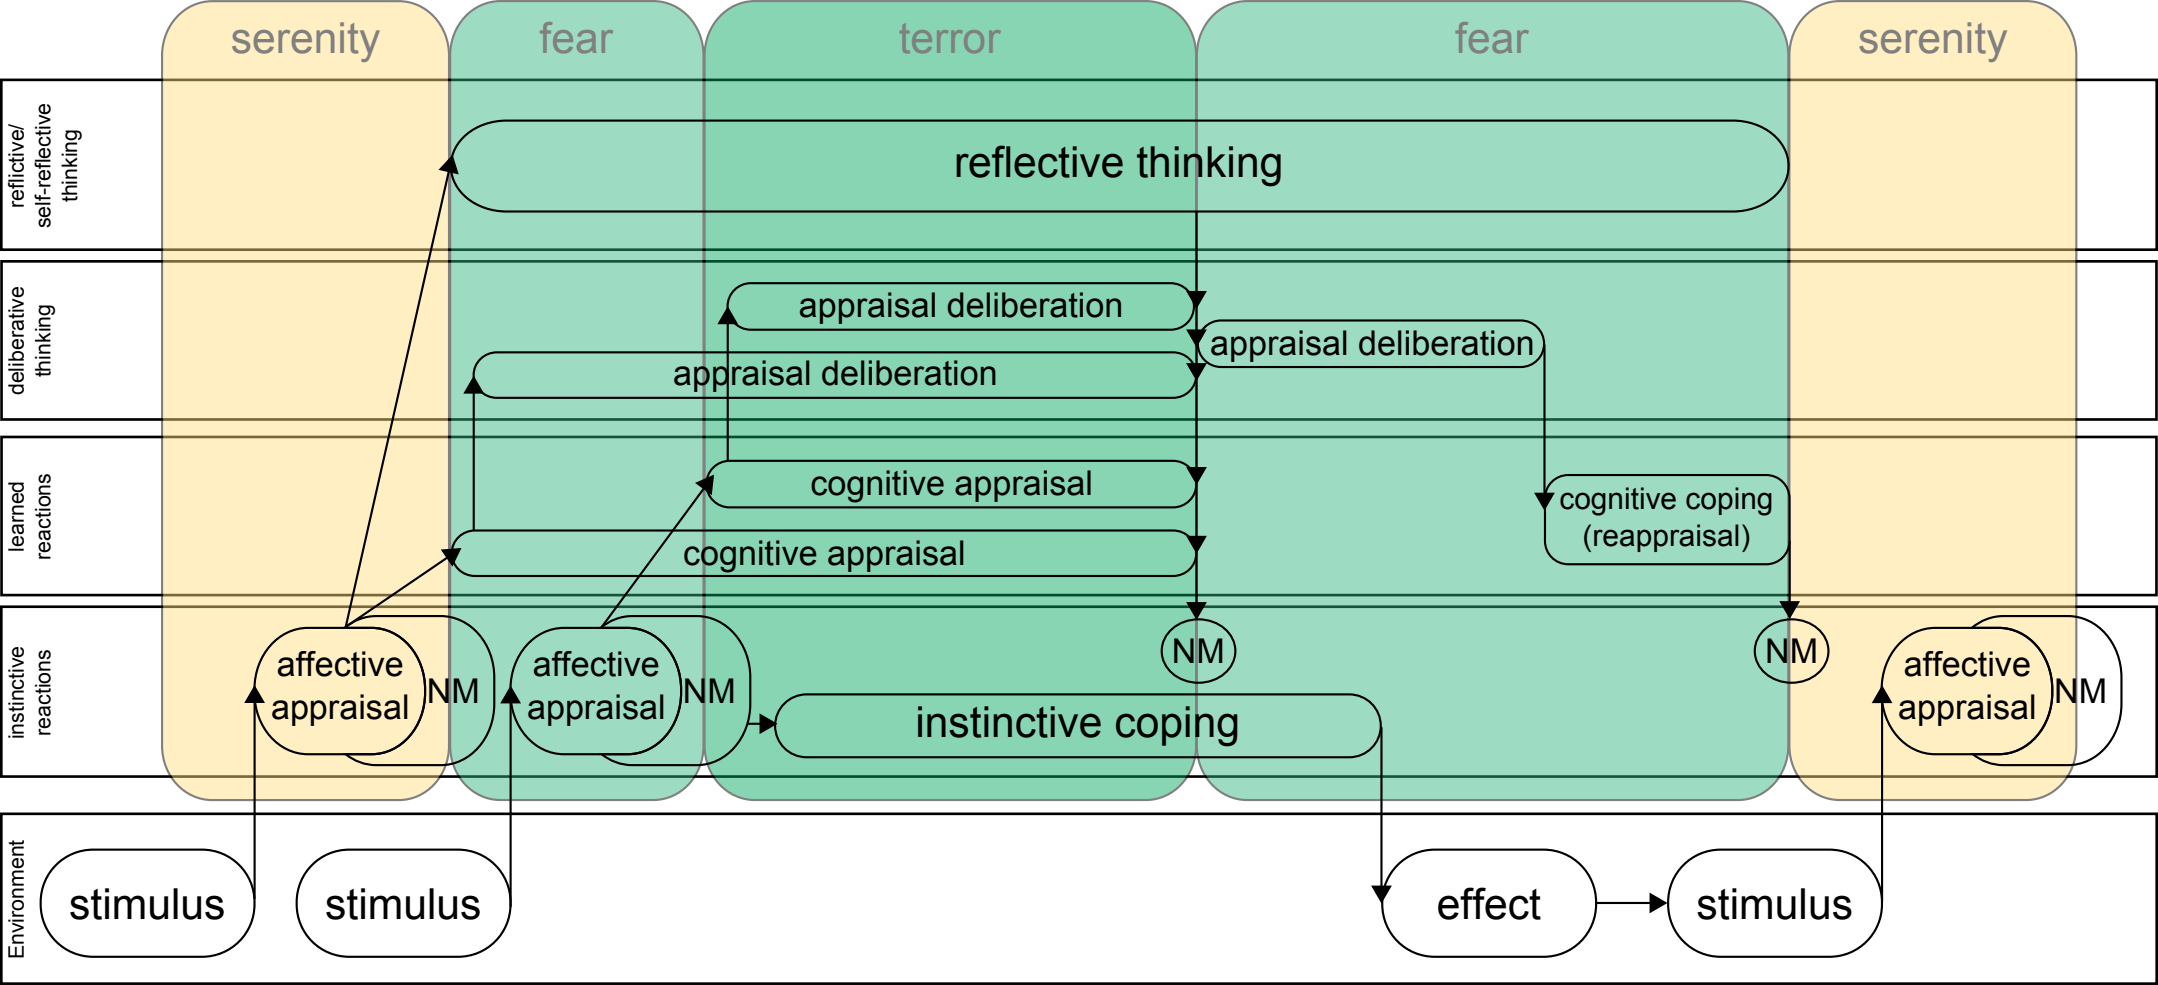 serenity
fear
terror
fear
serenity
reflictive/
self-reflective
thinking
reflective thinking
deliberative
thinking
appraisal deliberation
appraisal deliberation
appraisal deliberation
learned
reactions
cognitive appraisal
cognitive coping
(reappraisal)
cognitive appraisal
instinctive
reactions
affective
appraisal
NM
affective
appraisal
NM
instinctive coping
NM
NM
affective
appraisal
NM
Environment
stimulus
stimulus
effect
stimulus